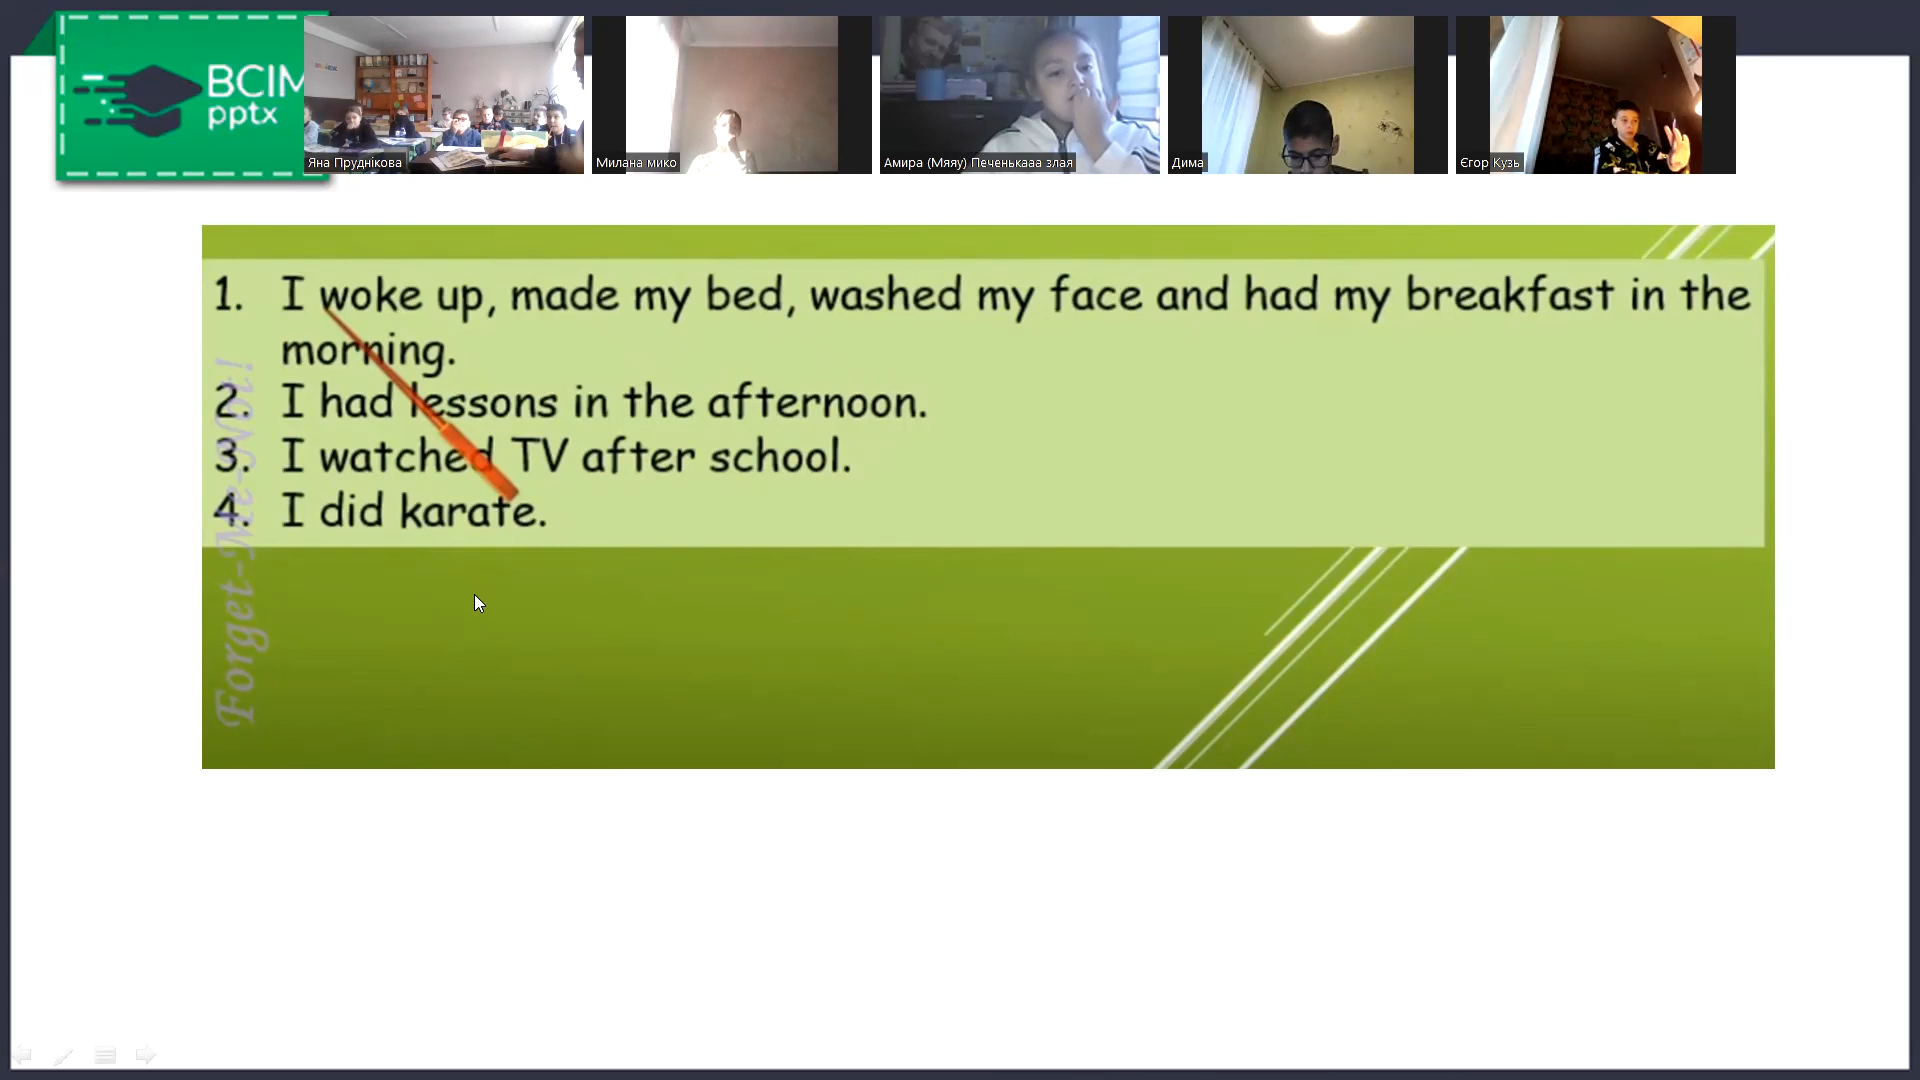 BCIM
pptx
Яна Пруднікова
Милана мико
Амира (Мяяу) Печенькааа злая
Дима
Єгор Кузь
1. I woke up, made my bed, washed my face and had my breakfast in the
morning.
2. I had lessons in the afternoon.
3. I watched TV after school.
4. I did karate.
Forget-Me-Not!